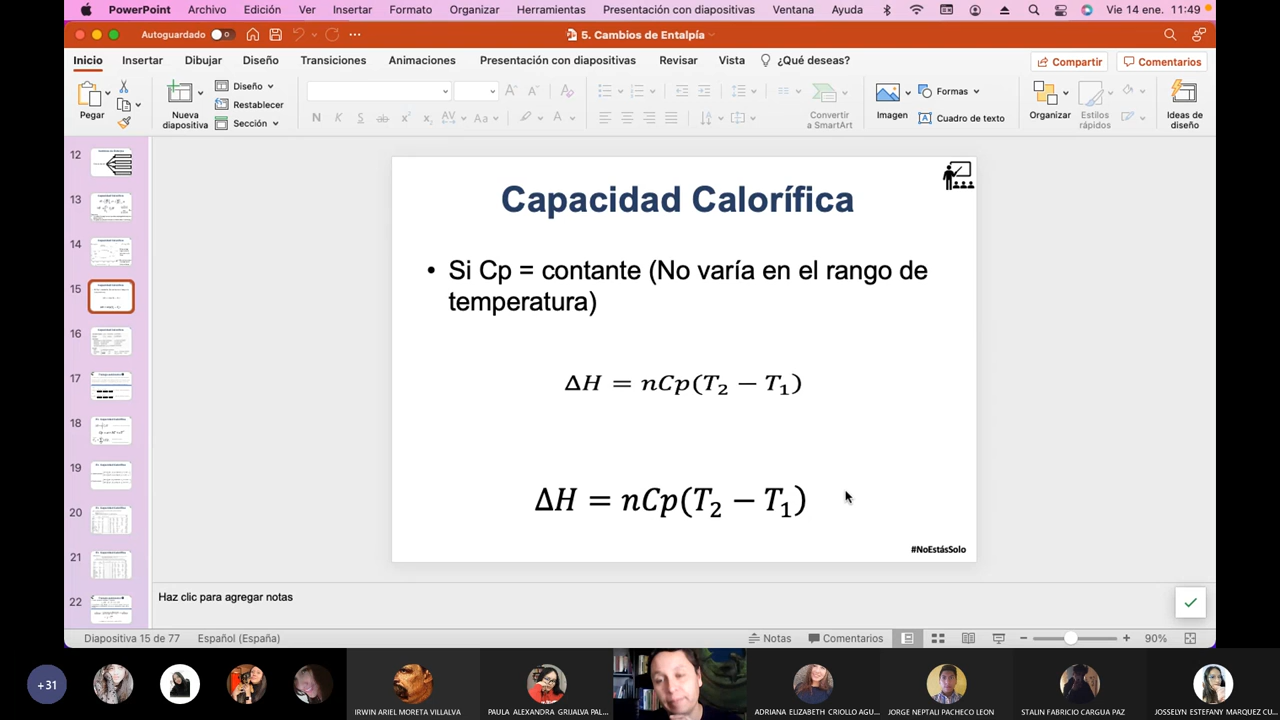 PowerPoint Archivo Edición Ver Insertar Formato Organizar Herramientas Presentación con diapositivas Ventana Ayuda Vie 14 ene. 11:49
Autoguardado 5. Cambios de Entalpía
Inicio Insertar Dibujar Diseño Transiciones Animaciones Presentación con diapositivas Revisar Vista ¿Qué deseas? Compartir Comentarios
Pegar
Nueva diapositiva
Diseño
Restablecer
Sección
Convertir a SmartArt
Imagen
Formas
Cuadro de texto
Organizar
Estilos rápidos
Ideas de diseño
12
13
14
15
16
17
18
19
20
21
22
Capacidad Calorífica
• Si Cp = contante (No varía en el rango de
temperatura)
ΔH = nCp(T₂ − T₁)
ΔH = nCp(T₂ − T₁)
#NoEstásSolo
Haz clic para agregar notas
Diapositiva 15 de 77 Español (España) Notas Comentarios 90%
+31
IRWIN ARIEL MORETA VILLALVA
PAULA ALEXANDRA GRIJALVA PAL...
ADRIANA ELIZABETH CRIOLLO AGU...
JORGE NEPTALI PACHECO LEON
STALIN FABRICIO CARGUA PAZ
JOSSELYN ESTEFANY MARQUEZ CU...